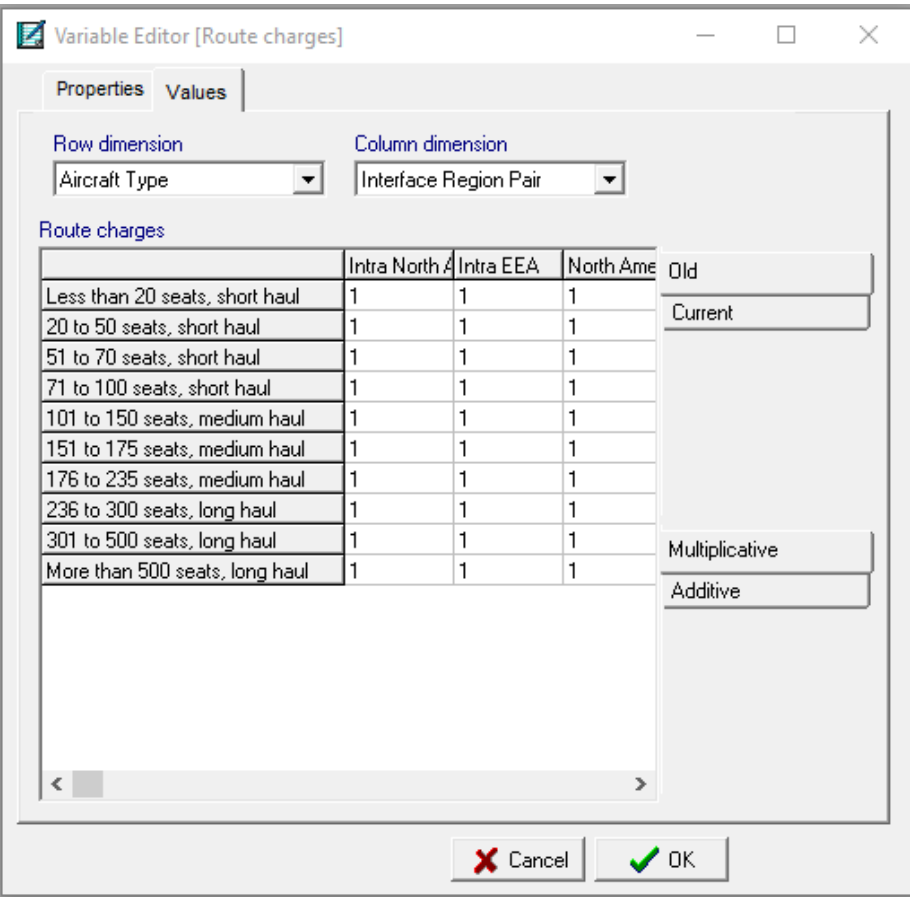 Variable Editor [Route charges]
Properties Values
Row dimension Column dimension
Aircraft Type Interface Region Pair
Route charges
Intra North A Intra EEA North Ame Old
Less than 20 seats, short haul 1 1 1
Current
20 to 50 seats, short haul 1 1 1
51 to 70 seats, short haul 1 1 1
71 to 100 seats, short haul 1 1 1
101 to 150 seats, medium haul 1 1 1
151 to 175 seats, medium haul 1 1 1
176 to 235 seats, medium haul 1 1 1
236 to 300 seats, long haul 1 1 1
301 to 500 seats, long haul 1 1 1
Multiplicative
More than 500 seats, long haul 1 1 1
Additive
Cancel OK